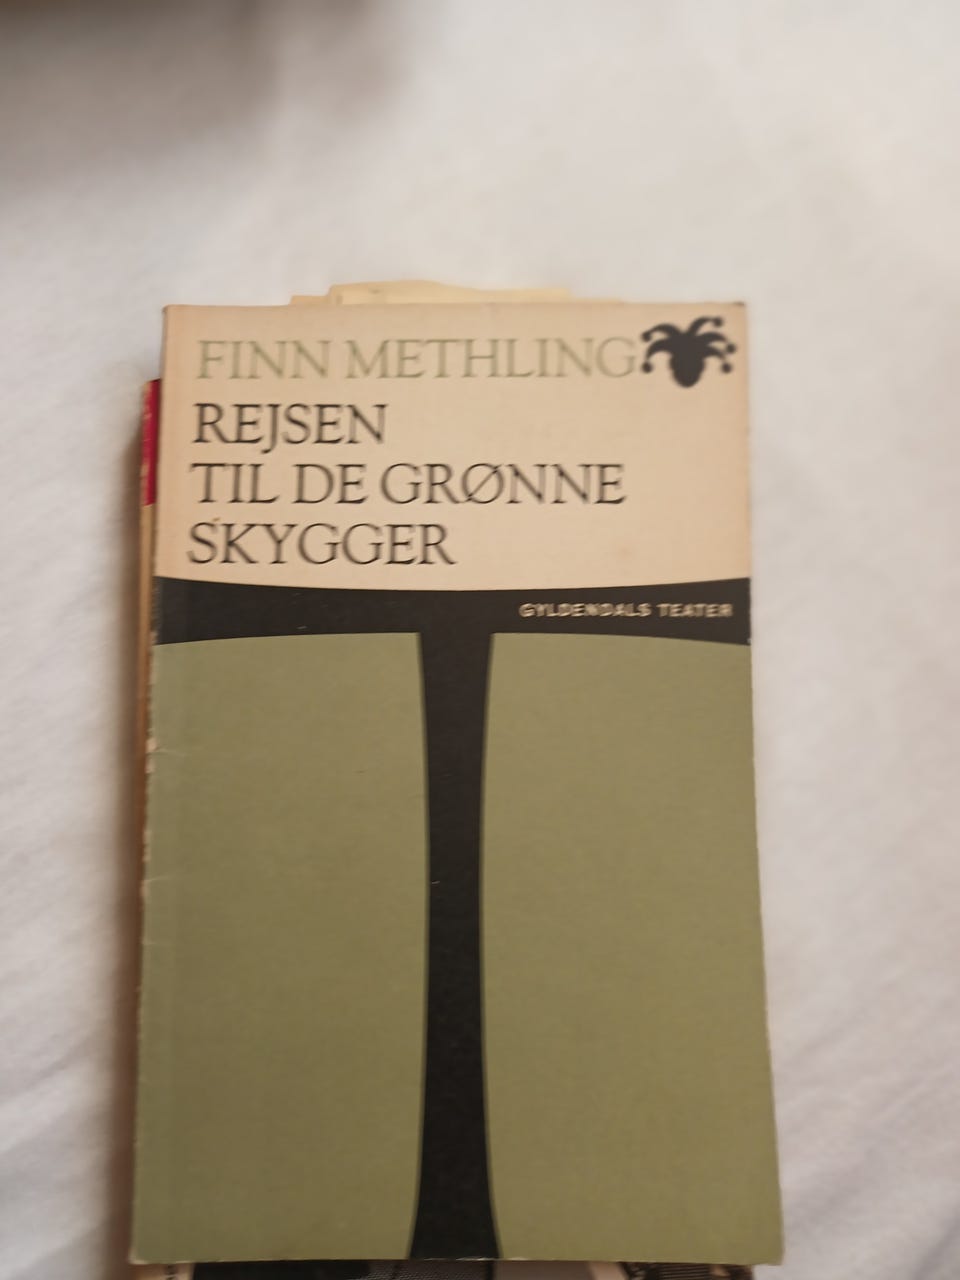 FINN METHLING
REJSEN
TIL DE GRØNNE
SKYGGER
GYLDENDALS TEATER